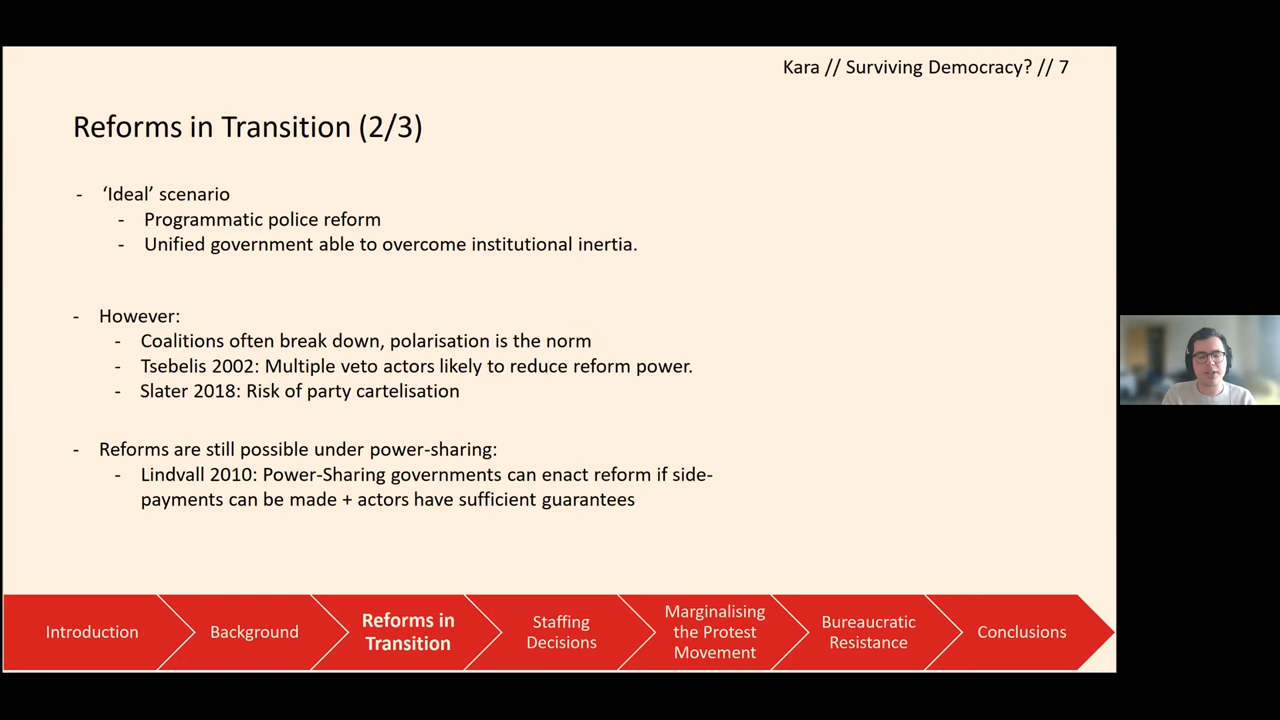 Kara // Surviving Democracy? // 7
Reforms in Transition (2/3)
- ‘Ideal’ scenario
- Programmatic police reform
- Unified government able to overcome institutional inertia.
- However:
- Coalitions often break down, polarisation is the norm
- Tsebelis 2002: Multiple veto actors likely to reduce reform power.
- Slater 2018: Risk of party cartelisation
- Reforms are still possible under power-sharing:
- Lindvall 2010: Power-Sharing governments can enact reform if side-
payments can be made + actors have sufficient guarantees
Introduction
Background
Reforms in
Transition
Staffing
Decisions
Marginalising
the Protest
Movement
Bureaucratic
Resistance
Conclusions